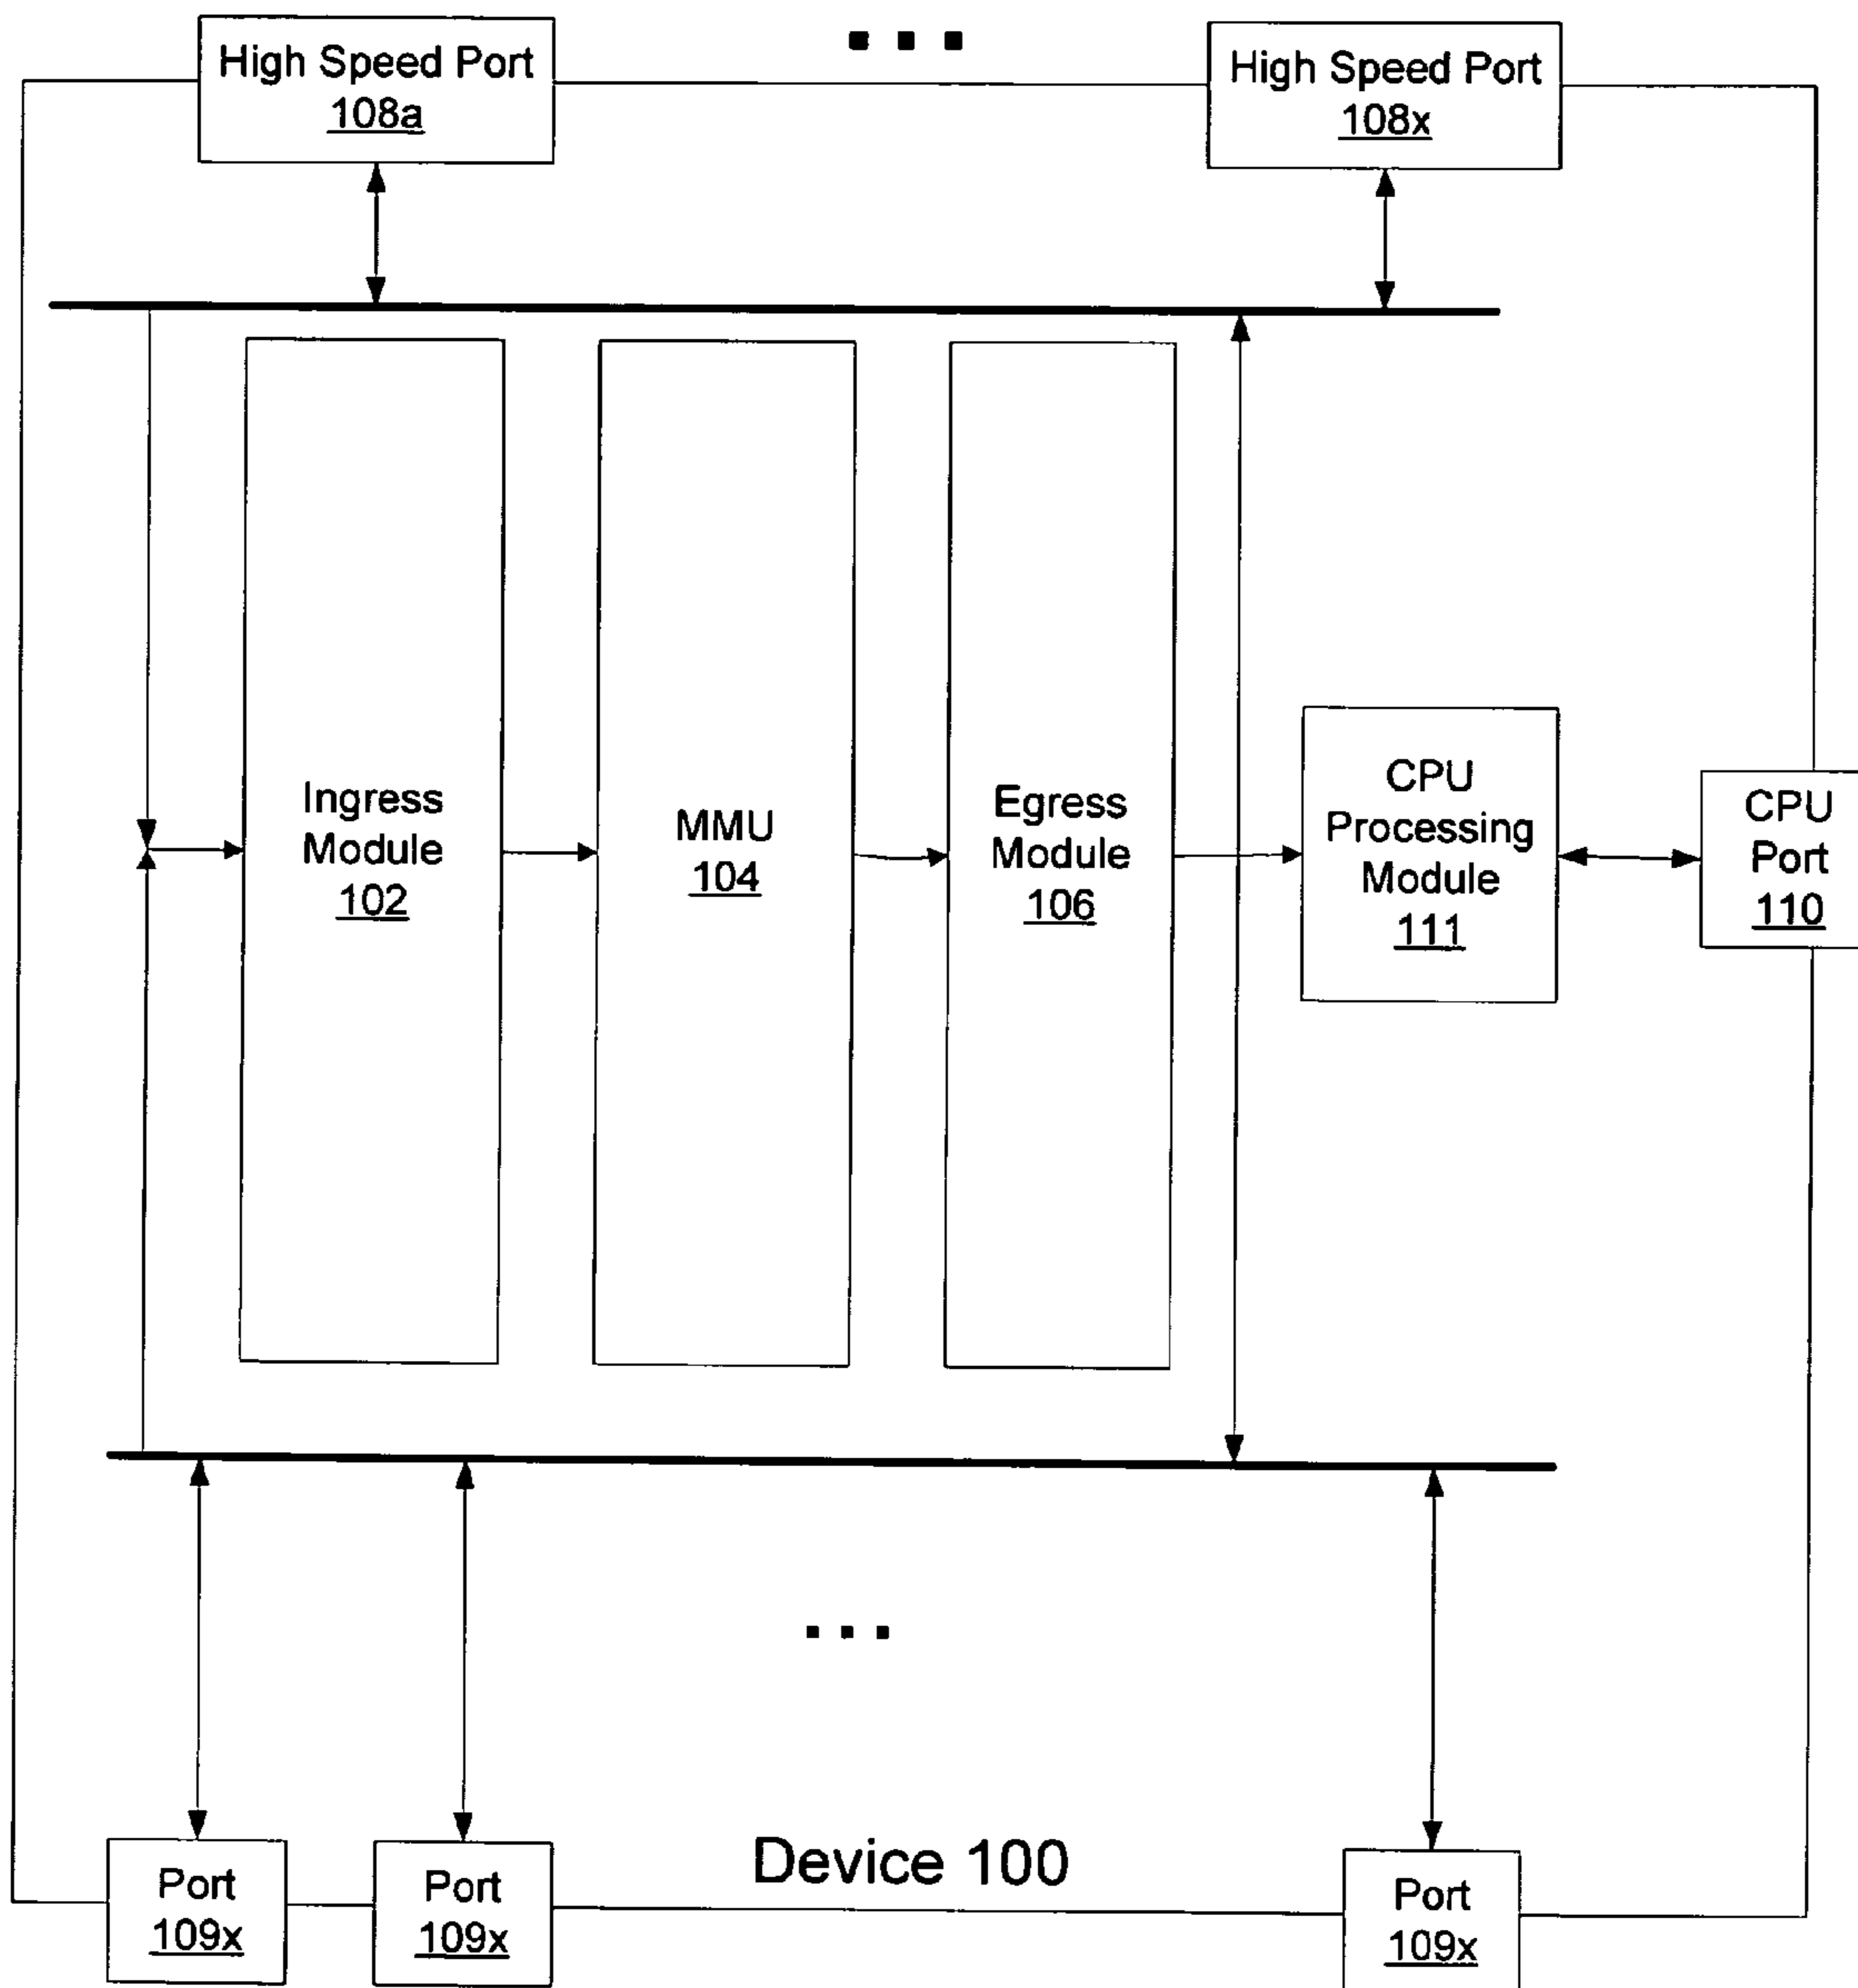 High Speed Port
108a
High Speed Port
108x
Ingress
Module
102
MMU
104
Egress
Module
106
CPU
Processing
Module
111
CPU
Port
110
Device 100
Port
109x
Port
109x
Port
109x